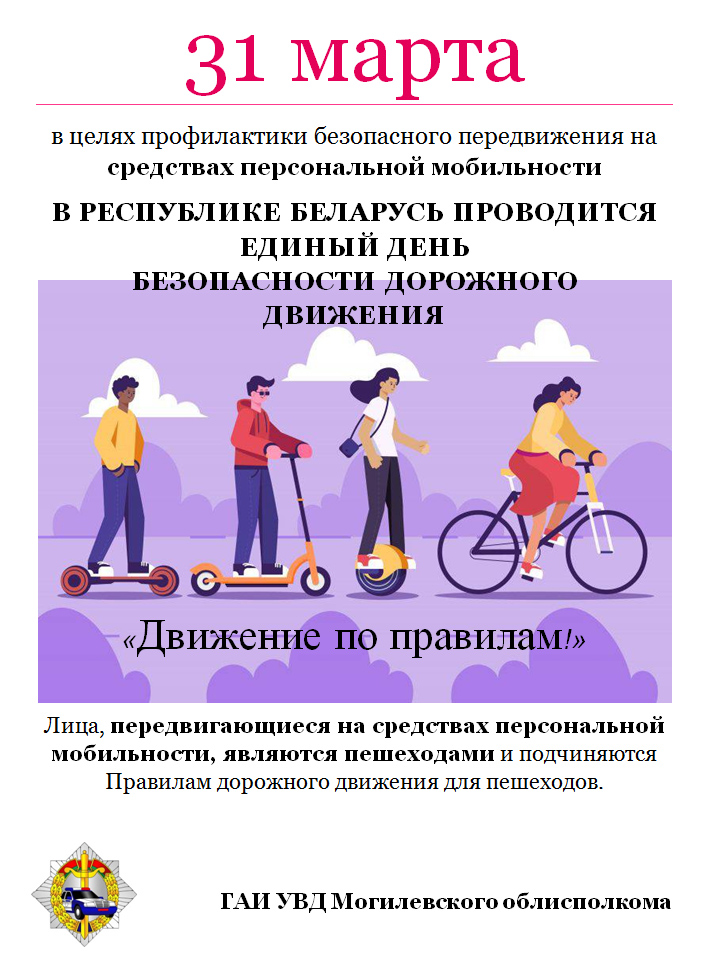 31 марта
в целях профилактики безопасного передвижения на
средствах персональной мобильности
В РЕСПУБЛИКЕ БЕЛАРУСЬ ПРОВОДИТСЯ
ЕДИНЫЙ ДЕНЬ
БЕЗОПАСНОСТИ ДОРОЖНОГО
ДВИЖЕНИЯ
«Движение по правилам!»
Лица, передвигающиеся на средствах персональной
мобильности, являются пешеходами и подчиняются
Правилам дорожного движения для пешеходов.
ГАИ УВД Могилевского облисполкома